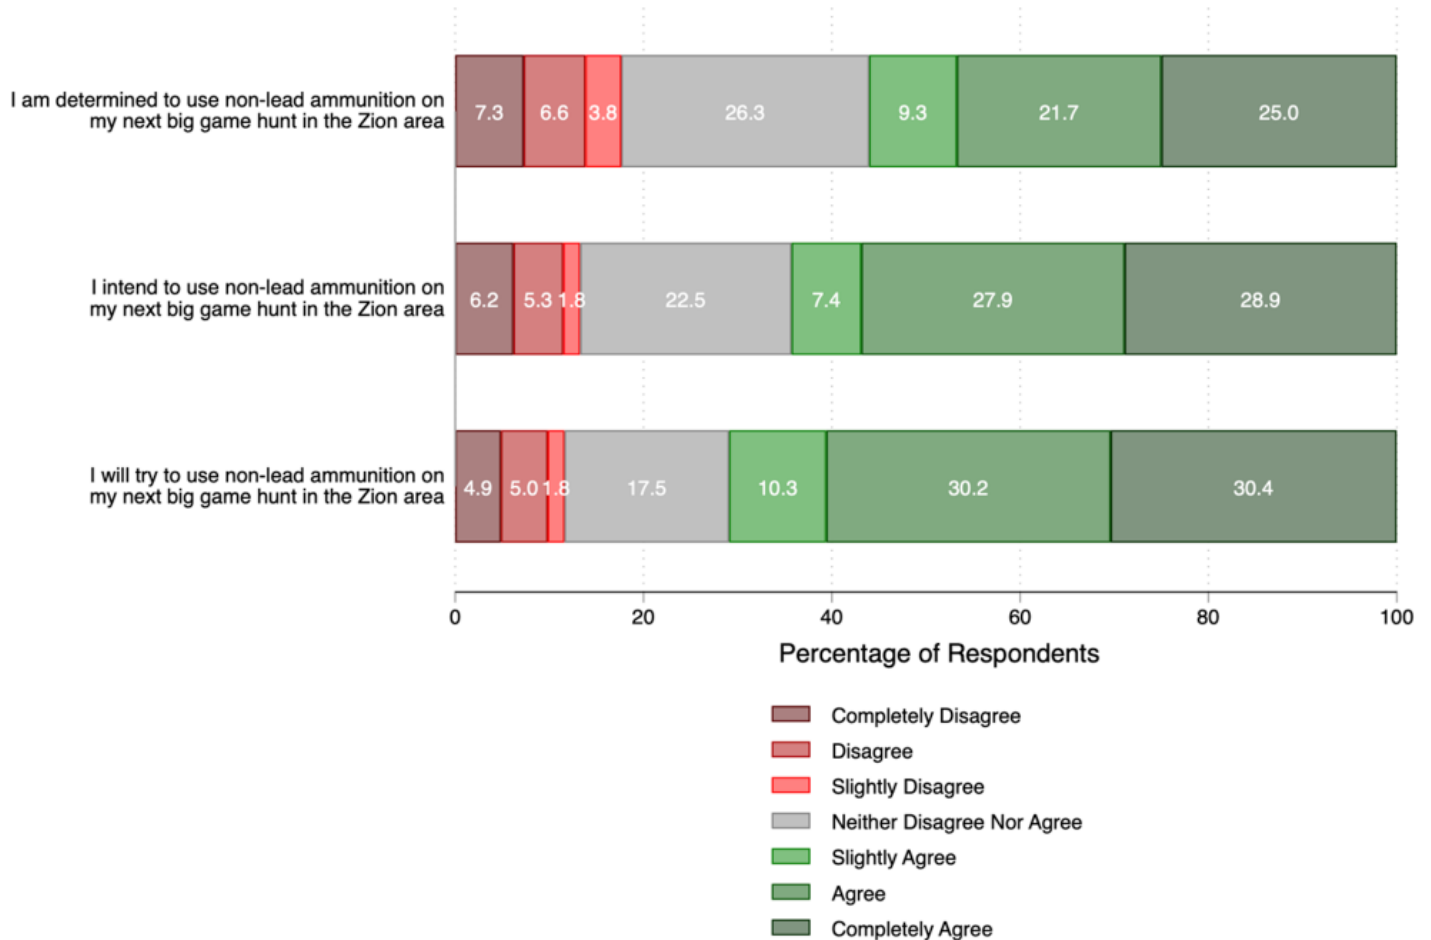 I am determined to use non-lead ammunition on
my next big game hunt in the Zion area
7.3 6.6 3.8 26.3 9.3 21.7 25.0
I intend to use non-lead ammunition on
my next big game hunt in the Zion area
6.2 5.3 1.8 22.5 7.4 27.9 28.9
I will try to use non-lead ammunition on
my next big game hunt in the Zion area
4.9 5.0 1.8 17.5 10.3 30.2 30.4
0 20 40 60 80 100
Percentage of Respondents
Completely Disagree
Disagree
Slightly Disagree
Neither Disagree Nor Agree
Slightly Agree
Agree
Completely Agree